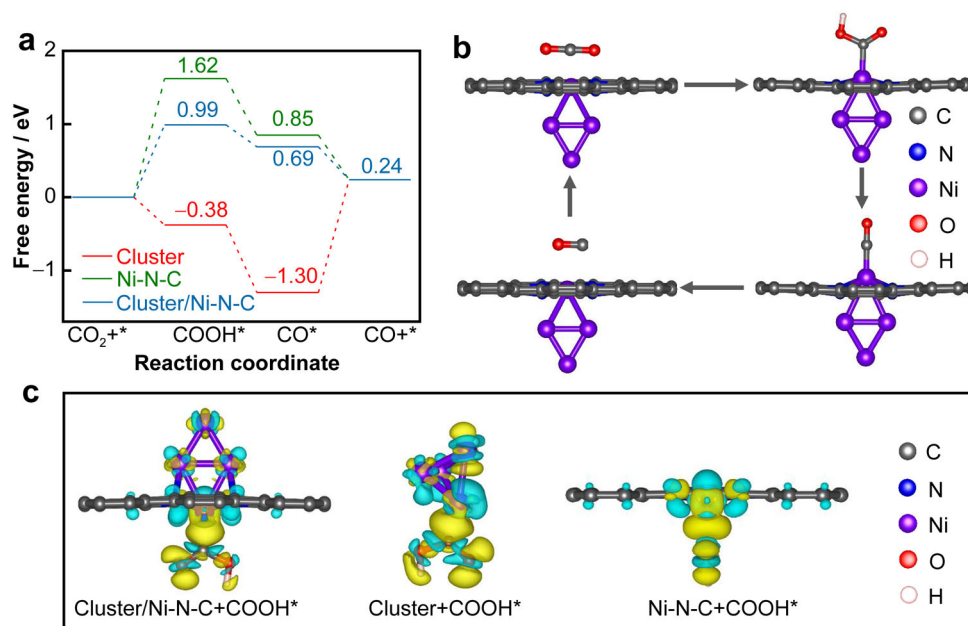 a
2
1
0
−1
Free energy / eV
1.62
0.99
0.85
0.69
0.24
−0.38
−1.30
Cluster
Ni-N-C
Cluster/Ni-N-C
CO₂+*
COOH*
CO*
CO+*
Reaction coordinate
b
C
N
Ni
O
H
c
Cluster/Ni-N-C+COOH*
Cluster+COOH*
Ni-N-C+COOH*
C
N
Ni
O
H